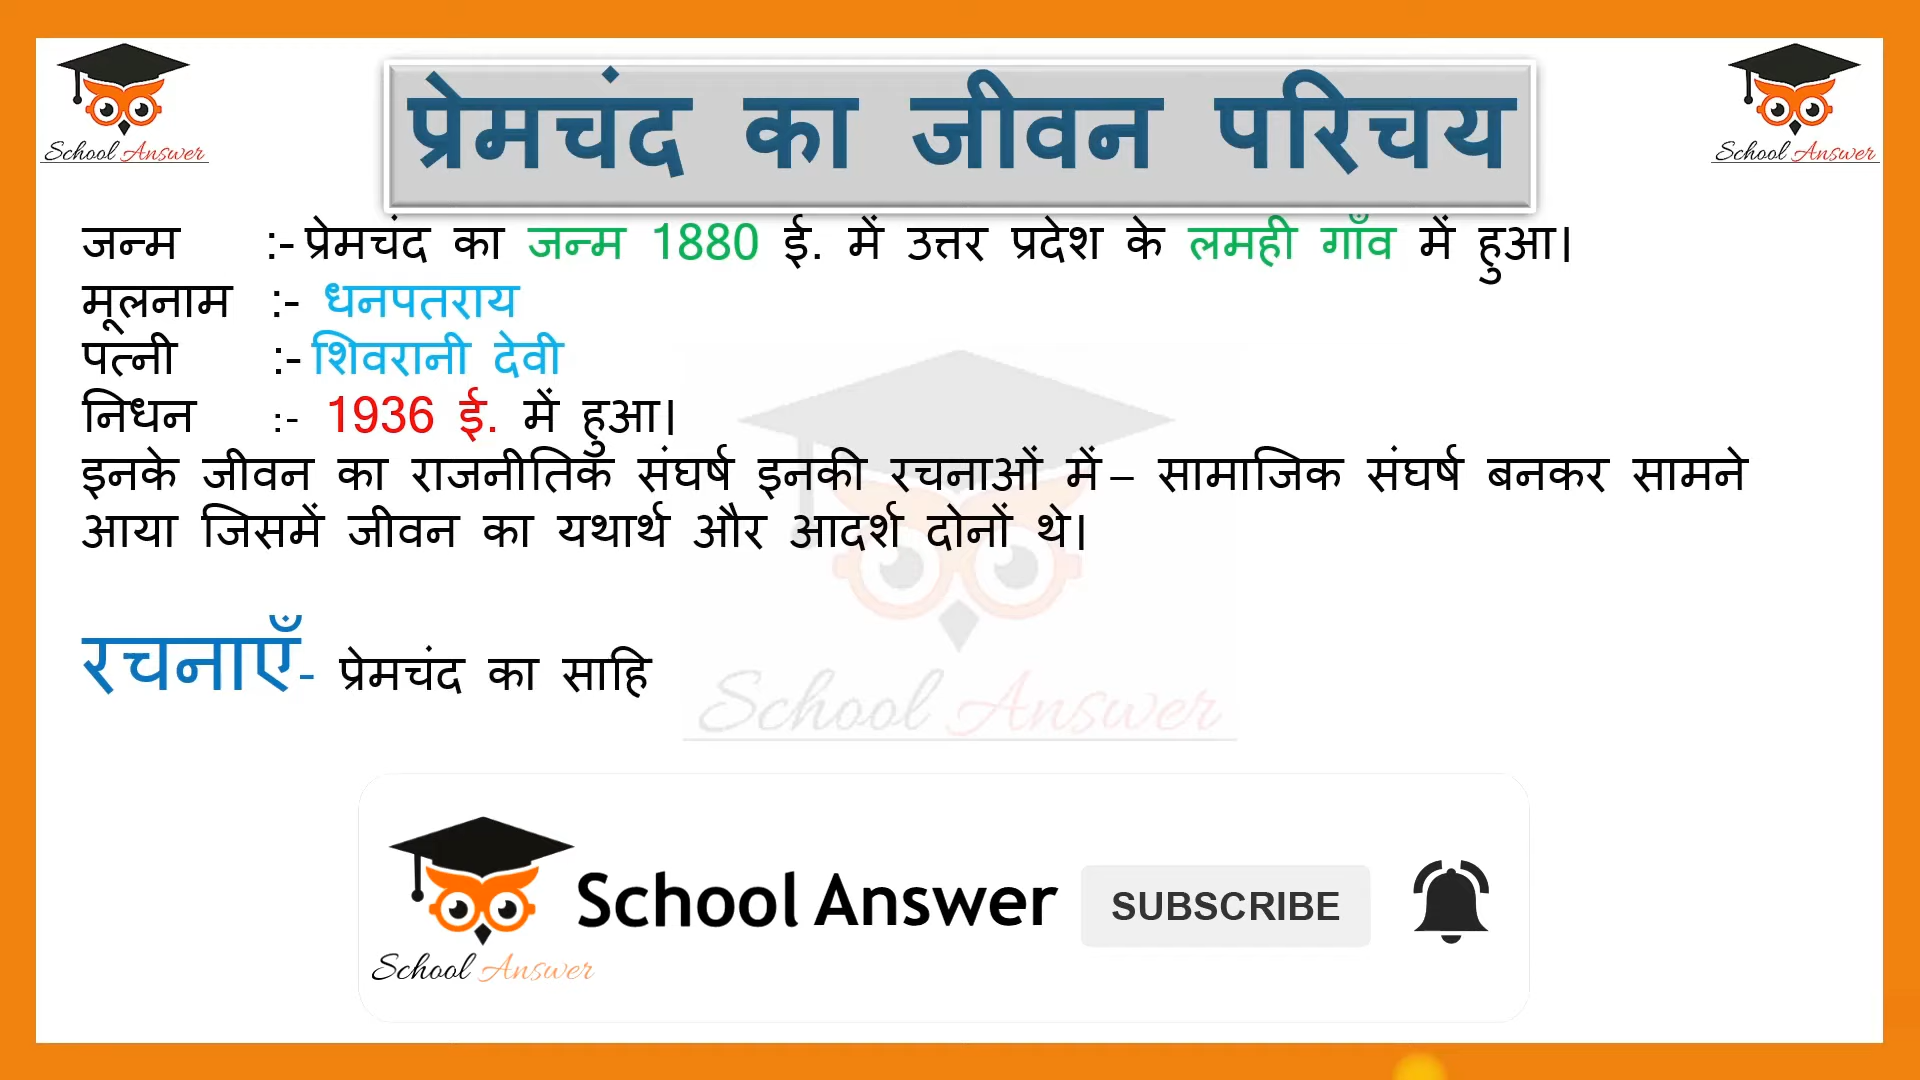 School Answer
प्रेमचंद का जीवन परिचय
School Answer
जन्म :- प्रेमचंद का जन्म 1880 ई. में उत्तर प्रदेश के लमही गाँव में हुआ।
मूलनाम :- धनपतराय
पत्नी :- शिवरानी देवी
निधन :- 1936 ई. में हुआ।
इनके जीवन का राजनीतिक संघर्ष इनकी रचनाओं में – सामाजिक संघर्ष बनकर सामने
आया जिसमें जीवन का यथार्थ और आदर्श दोनों थे।
रचनाएँ- प्रेमचंद का साहि
School Answer
School Answer SUBSCRIBE
School Answer